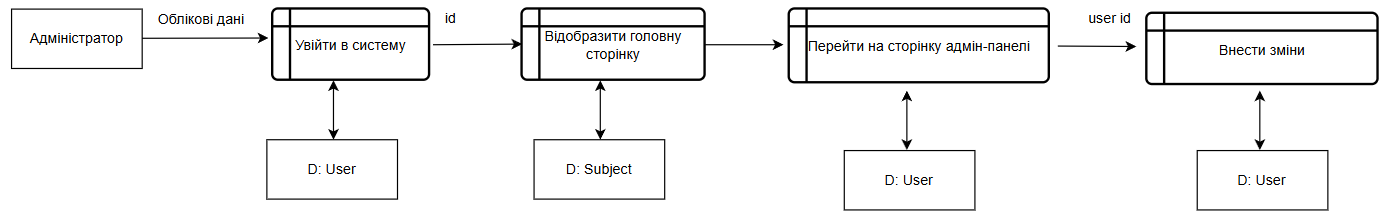 Адміністратор
Облікові дані
Увійти в систему
id
Відобразити головну
сторінку
Перейти на сторінку адмін-панелі
user id
Внести зміни
D: User
D: Subject
D: User
D: User